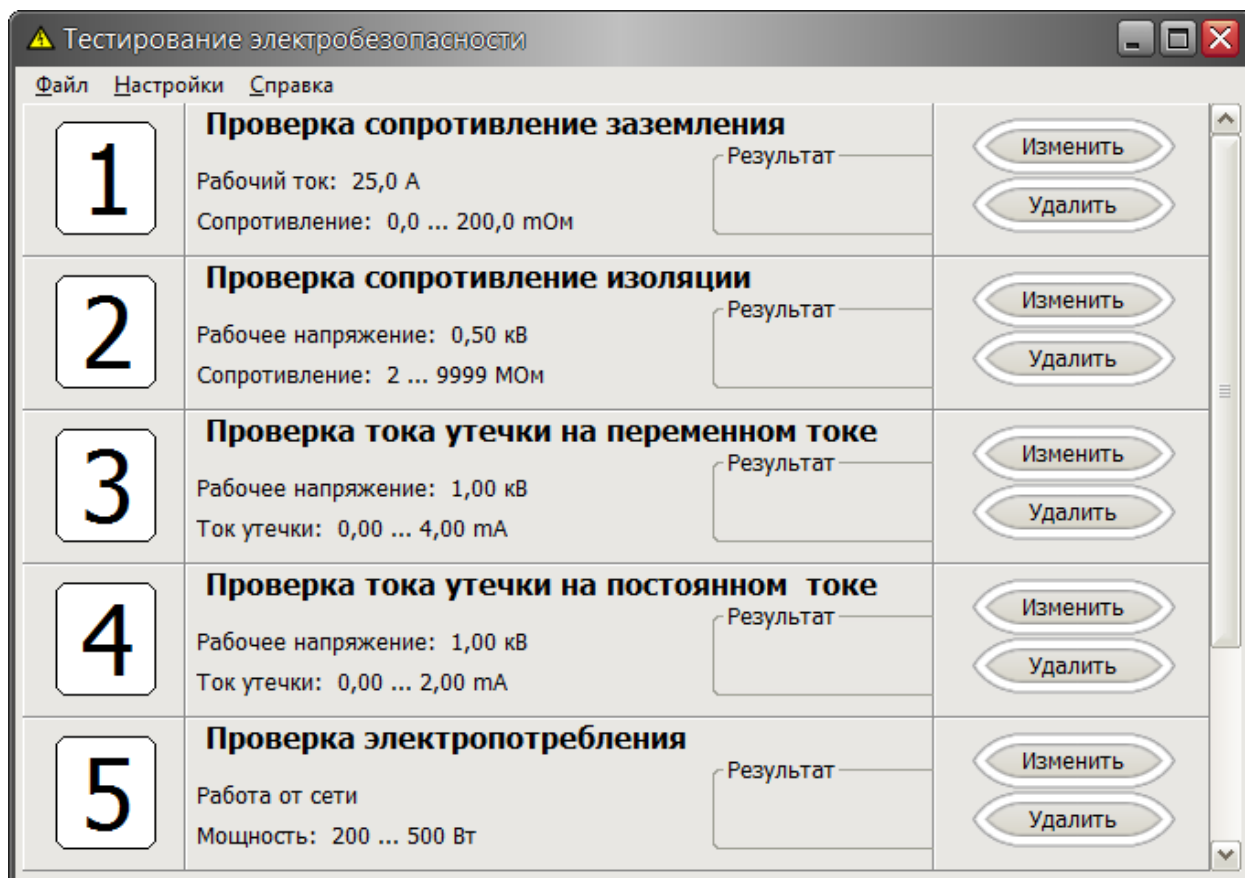 Тестирование электробезопасности
Файл Настройки Справка
1
Проверка сопротивление заземления
Рабочий ток: 25,0 А
Сопротивление: 0,0 ... 200,0 mОм
Результат
Изменить
Удалить
2
Проверка сопротивление изоляции
Рабочее напряжение: 0,50 кВ
Сопротивление: 2 ... 9999 МОм
Результат
Изменить
Удалить
3
Проверка тока утечки на переменном токе
Рабочее напряжение: 1,00 кВ
Ток утечки: 0,00 ... 4,00 mA
Результат
Изменить
Удалить
4
Проверка тока утечки на постоянном  токе
Рабочее напряжение: 1,00 кВ
Ток утечки: 0,00 ... 2,00 mA
Результат
Изменить
Удалить
5
Проверка электропотребления
Работа от сети
Мощность: 200 ... 500 Вт
Результат
Изменить
Удалить